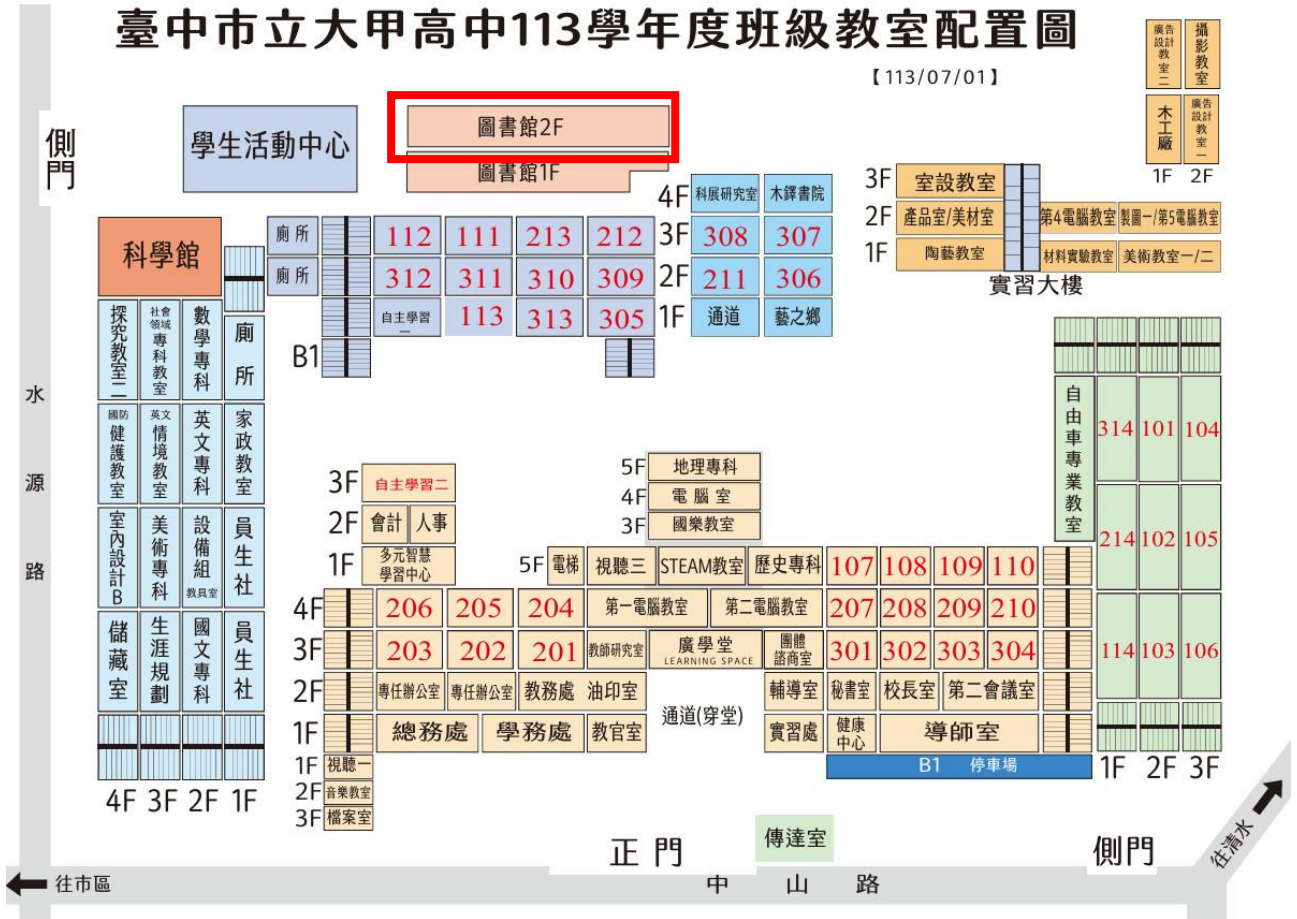 臺中市立大甲高中113學年度班級教室配置圖
【113/07/01】
廣告設計教室二
攝影教室
木工廠
廣告設計教室一
1F 2F
側門
學生活動中心
圖書館2F
圖書館1F
4F 科展研究室 木鐸書院
3F 室設教室
2F 產品室/美材室 第4電腦教室 製圖一/第5電腦教室
1F 陶藝教室 材料實驗教室 美術教室一/二
實習大樓
科學館
廁所 112 111 213 212 3F 308 307
廁所 312 311 310 309 2F 211 306
自主學習一 113 313 305 1F 通道 藝之鄉
B1
探究教室二
社會領域專科教室
數學專科
廁所
國防健護教室
英文情境教室
英文專科
家政教室
室內設計B
美術專科
設備組 教具室
員生社
儲藏室
生涯規劃
國文專科
員生社
4F 3F 2F 1F
水源路
自由車專業教室
314 101 104
214 102 105
114 103 106
1F 2F 3F
3F 自主學習二
2F 會計 人事
1F 多元智慧學習中心
5F 地理專科
4F 電腦室
3F 國樂教室
5F 電梯 視聽三 STEAM教室 歷史專科 107 108 109 110
4F 206 205 204 第一電腦教室 第二電腦教室 207 208 209 210
3F 203 202 201 教師研究室 廣學堂 LEARNING SPACE 團體諮商室 301 302 303 304
2F 專任辦公室 專任辦公室 教務處 油印室 輔導室 秘書室 校長室 第二會議室
通道(穿堂)
1F 總務處 學務處 教官室 實習處 健康中心 導師室
1F 視聽一
2F 音樂教室
3F 檔案室
B1 停車場
正門
傳達室
側門
往清水
往市區
中山路